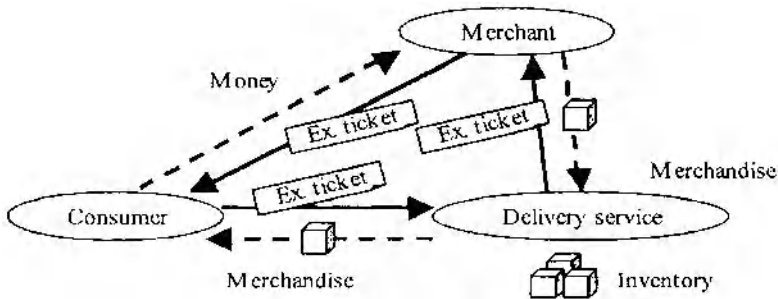 Merchant
Money
Ex. ticket
Ex. ticket
Merchandise
Ex. ticket
Consumer
Delivery service
Merchandise
Inventory